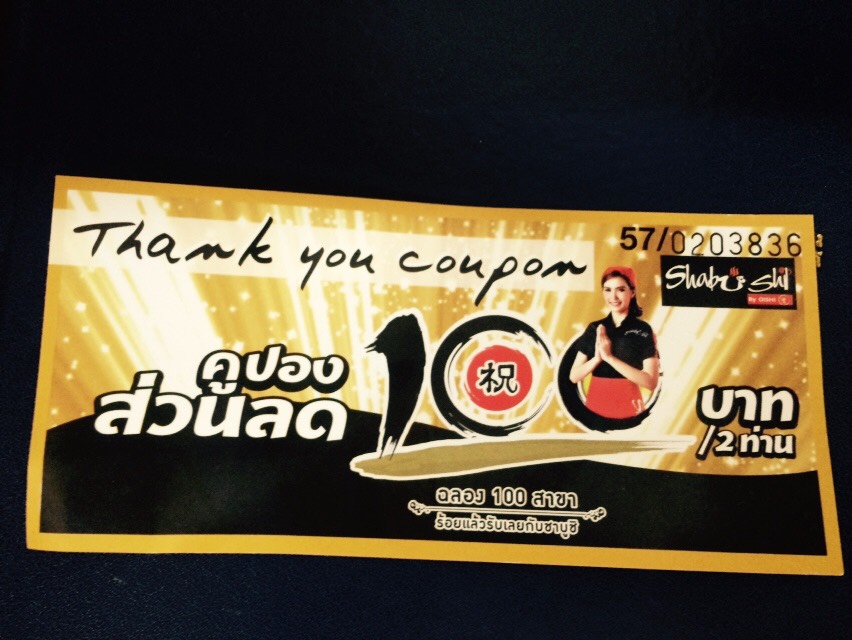 Thank you coupon
57/0203836
Shabushi
By OISHI
คูปอง
ส่วนลด
100
祝
บาท
/2 ท่าน
ฉลอง 100 สาขา
ร้อยแล้วรับเลยกับชาบูชิ